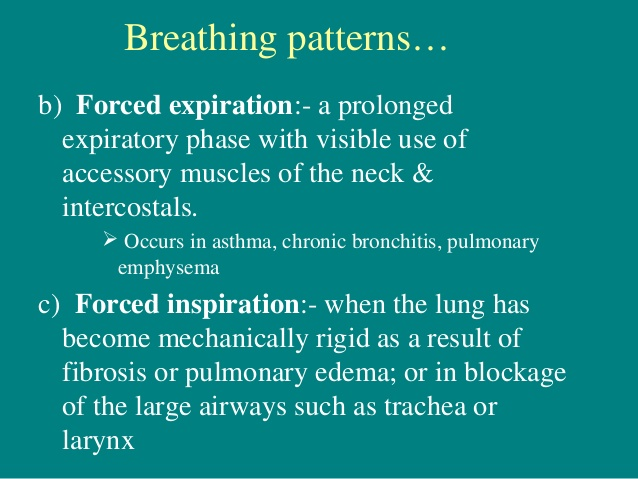 Breathing patterns…
b) Forced expiration:- a prolonged
expiratory phase with visible use of
accessory muscles of the neck &
intercostals.
➢ Occurs in asthma, chronic bronchitis, pulmonary
emphysema
c) Forced inspiration:- when the lung has
become mechanically rigid as a result of
fibrosis or pulmonary edema; or in blockage
of the large airways such as trachea or
larynx